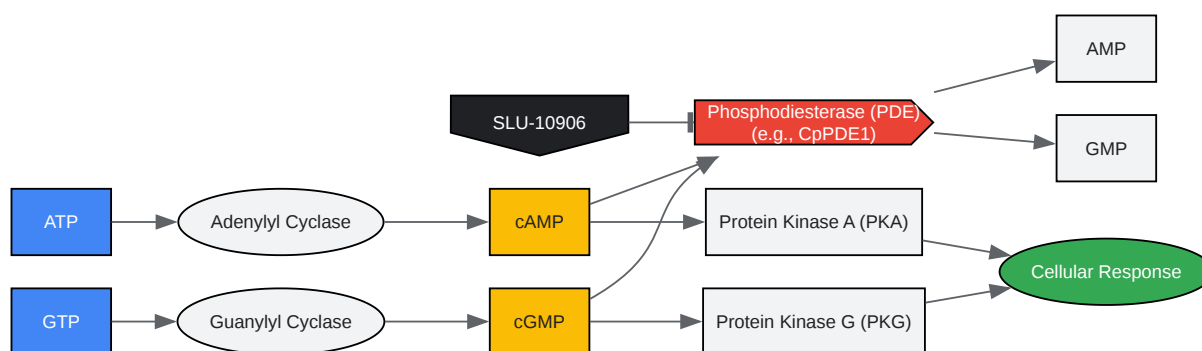 AMP
SLU-10906
Phosphodiesterase (PDE)
(e.g., CpPDE1)
GMP
ATP
Adenylyl Cyclase
cAMP
Protein Kinase A (PKA)
Cellular Response
GTP
Guanylyl Cyclase
cGMP
Protein Kinase G (PKG)